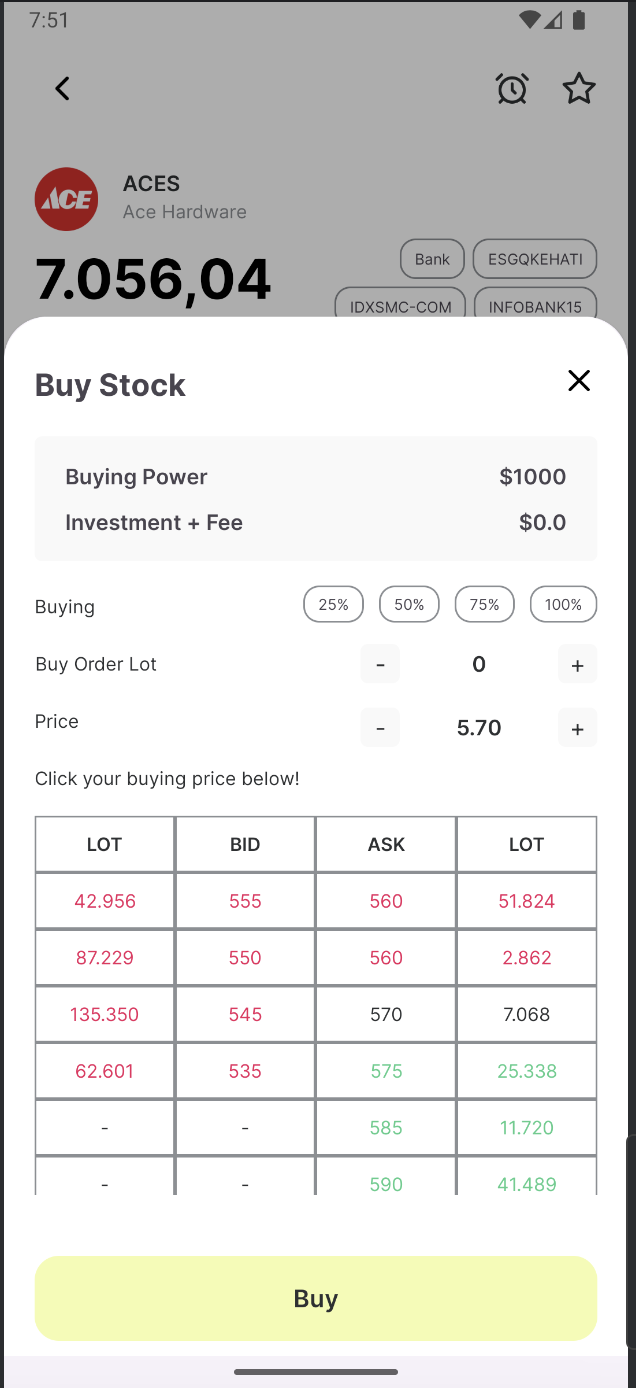 7:51
ACE
ACES
Ace Hardware
7.056,04
Bank ESGQKEHATI
IDXSMC-COM INFOBANK15
Buy Stock
Buying Power $1000
Investment + Fee $0.0
Buying 25% 50% 75% 100%
Buy Order Lot - 0 +
Price - 5.70 +
Click your buying price below!
LOT BID ASK LOT
42.956 555 560 51.824
87.229 550 560 2.862
135.350 545 570 7.068
62.601 535 575 25.338
- - 585 11.720
- - 590 41.489
Buy